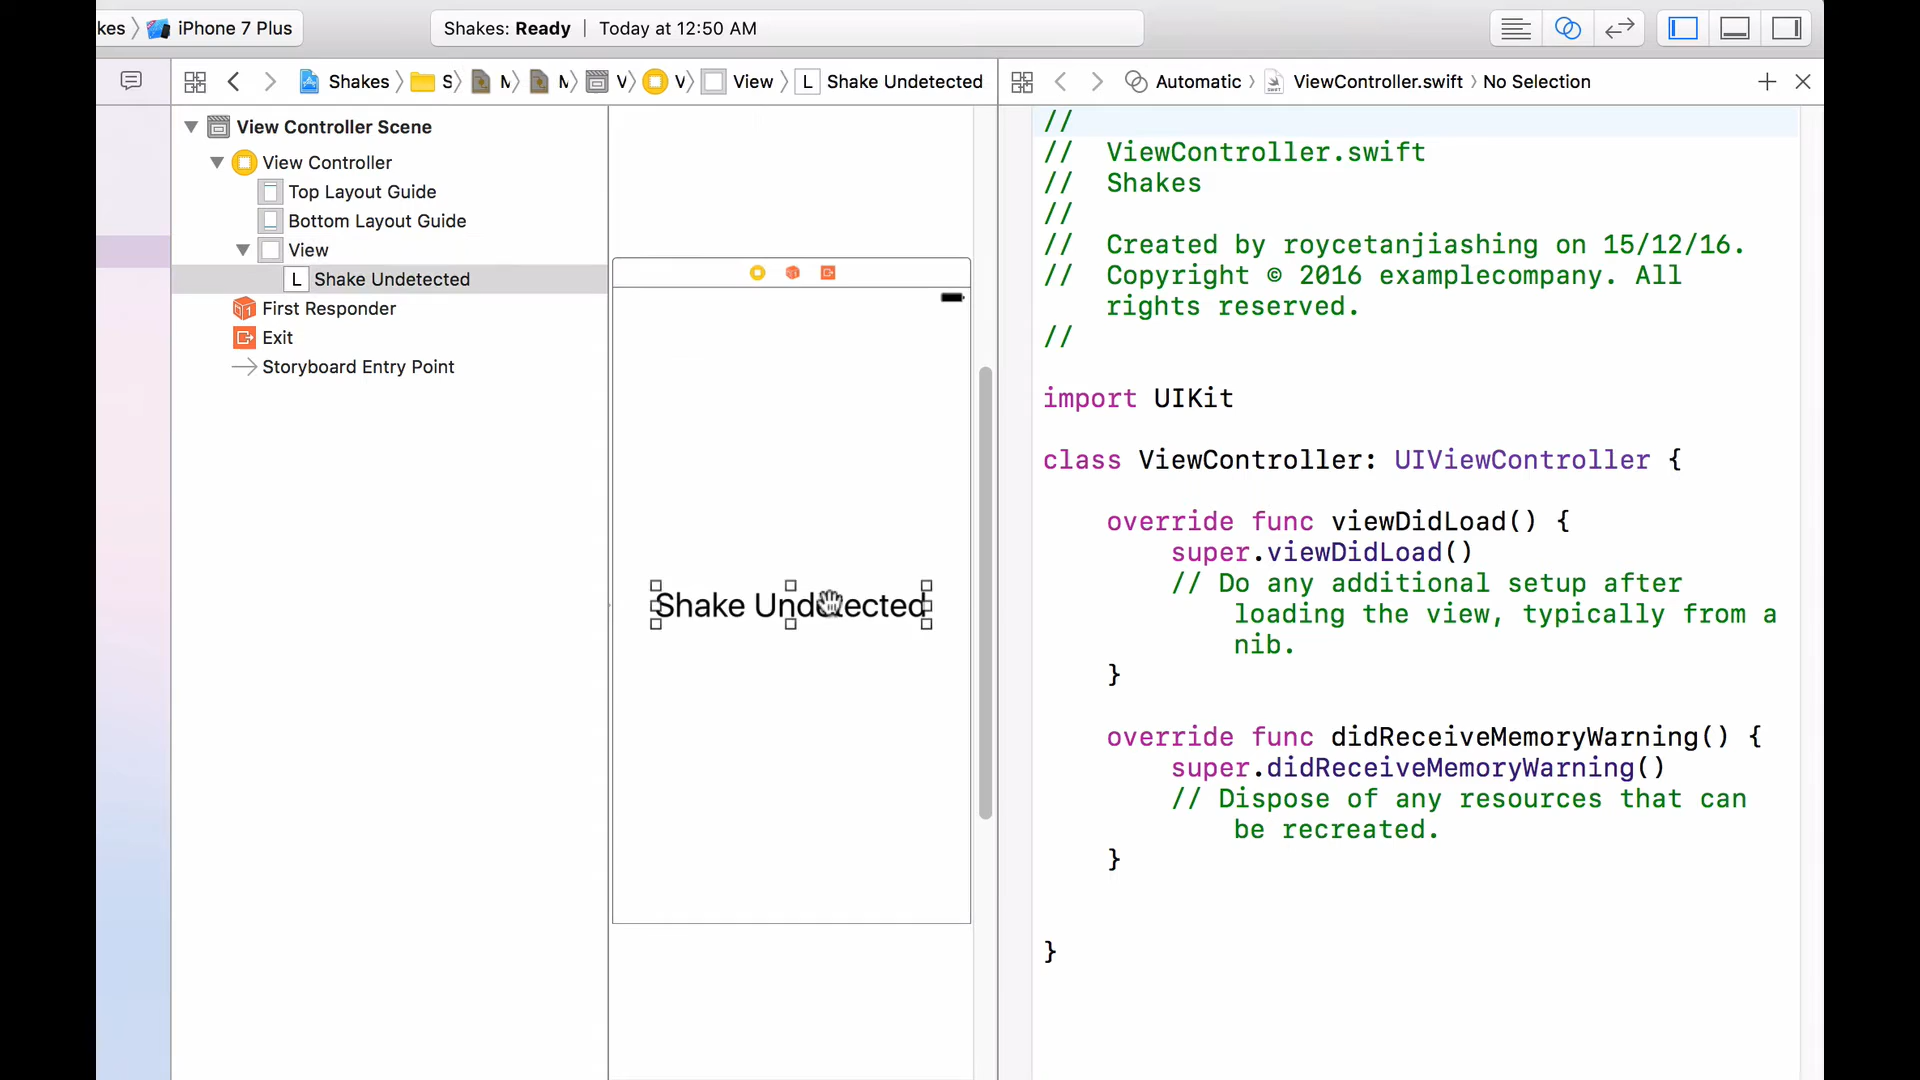 kes iPhone 7 Plus
Shakes: Ready | Today at 12:50 AM
Shakes S M M V V View L Shake Undetected
Automatic ViewController.swift No Selection
View Controller Scene
View Controller
Top Layout Guide
Bottom Layout Guide
View
L Shake Undetected
First Responder
Exit
Storyboard Entry Point
Shake Undetected
//
// ViewController.swift
// Shakes
//
// Created by roycetanjiashing on 15/12/16.
// Copyright © 2016 examplecompany. All
rights reserved.
//
import UIKit
class ViewController: UIViewController {
override func viewDidLoad() {
super.viewDidLoad()
// Do any additional setup after
loading the view, typically from a
nib.
}
override func didReceiveMemoryWarning() {
super.didReceiveMemoryWarning()
// Dispose of any resources that can
be recreated.
}
}